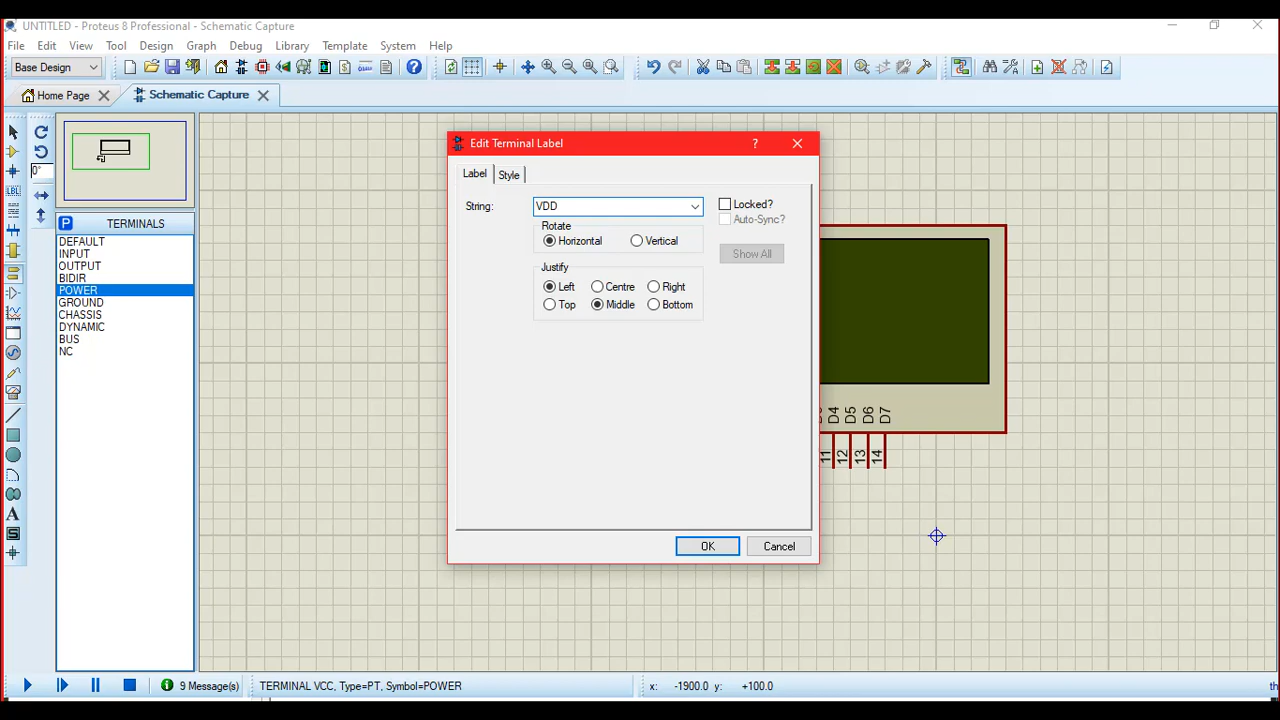 UNTITLED - Proteus 8 Professional - Schematic Capture
File Edit View Tool Design Graph Debug Library Template System Help
Base Design
Home Page Schematic Capture
Edit Terminal Label ?
0°
LBL
Label Style
P TERMINALS
String: VDD Locked?
Auto-Sync?
Rotate
Horizontal Vertical
Show All
Justify
Left Centre Right
Top Middle Bottom
DEFAULT
INPUT
OUTPUT
BIDIR
POWER
GROUND
CHASSIS
DYNAMIC
BUS
NC
D4 D5 D6 D7
11 12 13 14
A
S
OK Cancel
9 Message(s) TERMINAL VCC, Type=PT, Symbol=POWER x: -1900.0 y: +100.0 th